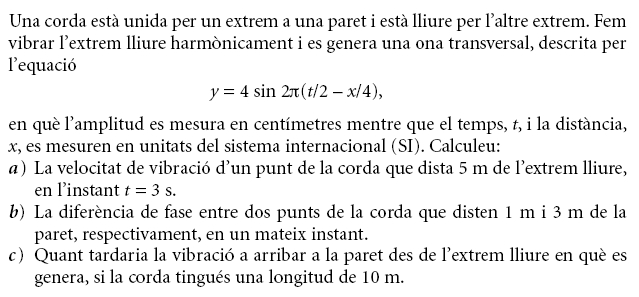 Una corda està unida per un extrem a una paret i està lliure per l'altre extrem. Fem
vibrar l'extrem lliure harmònicament i es genera una ona transversal, descrita per
l'equació
y = 4 sin 2π(t/2 – x/4),
en què l'amplitud es mesura en centímetres mentre que el temps, t, i la distància,
x, es mesuren en unitats del sistema internacional (SI). Calculeu:
a) La velocitat de vibració d'un punt de la corda que dista 5 m de l'extrem lliure,
en l'instant t = 3 s.
b) La diferència de fase entre dos punts de la corda que disten 1 m i 3 m de la
paret, respectivament, en un mateix instant.
c) Quant tardaria la vibració a arribar a la paret des de l'extrem lliure en què es
genera, si la corda tingués una longitud de 10 m.